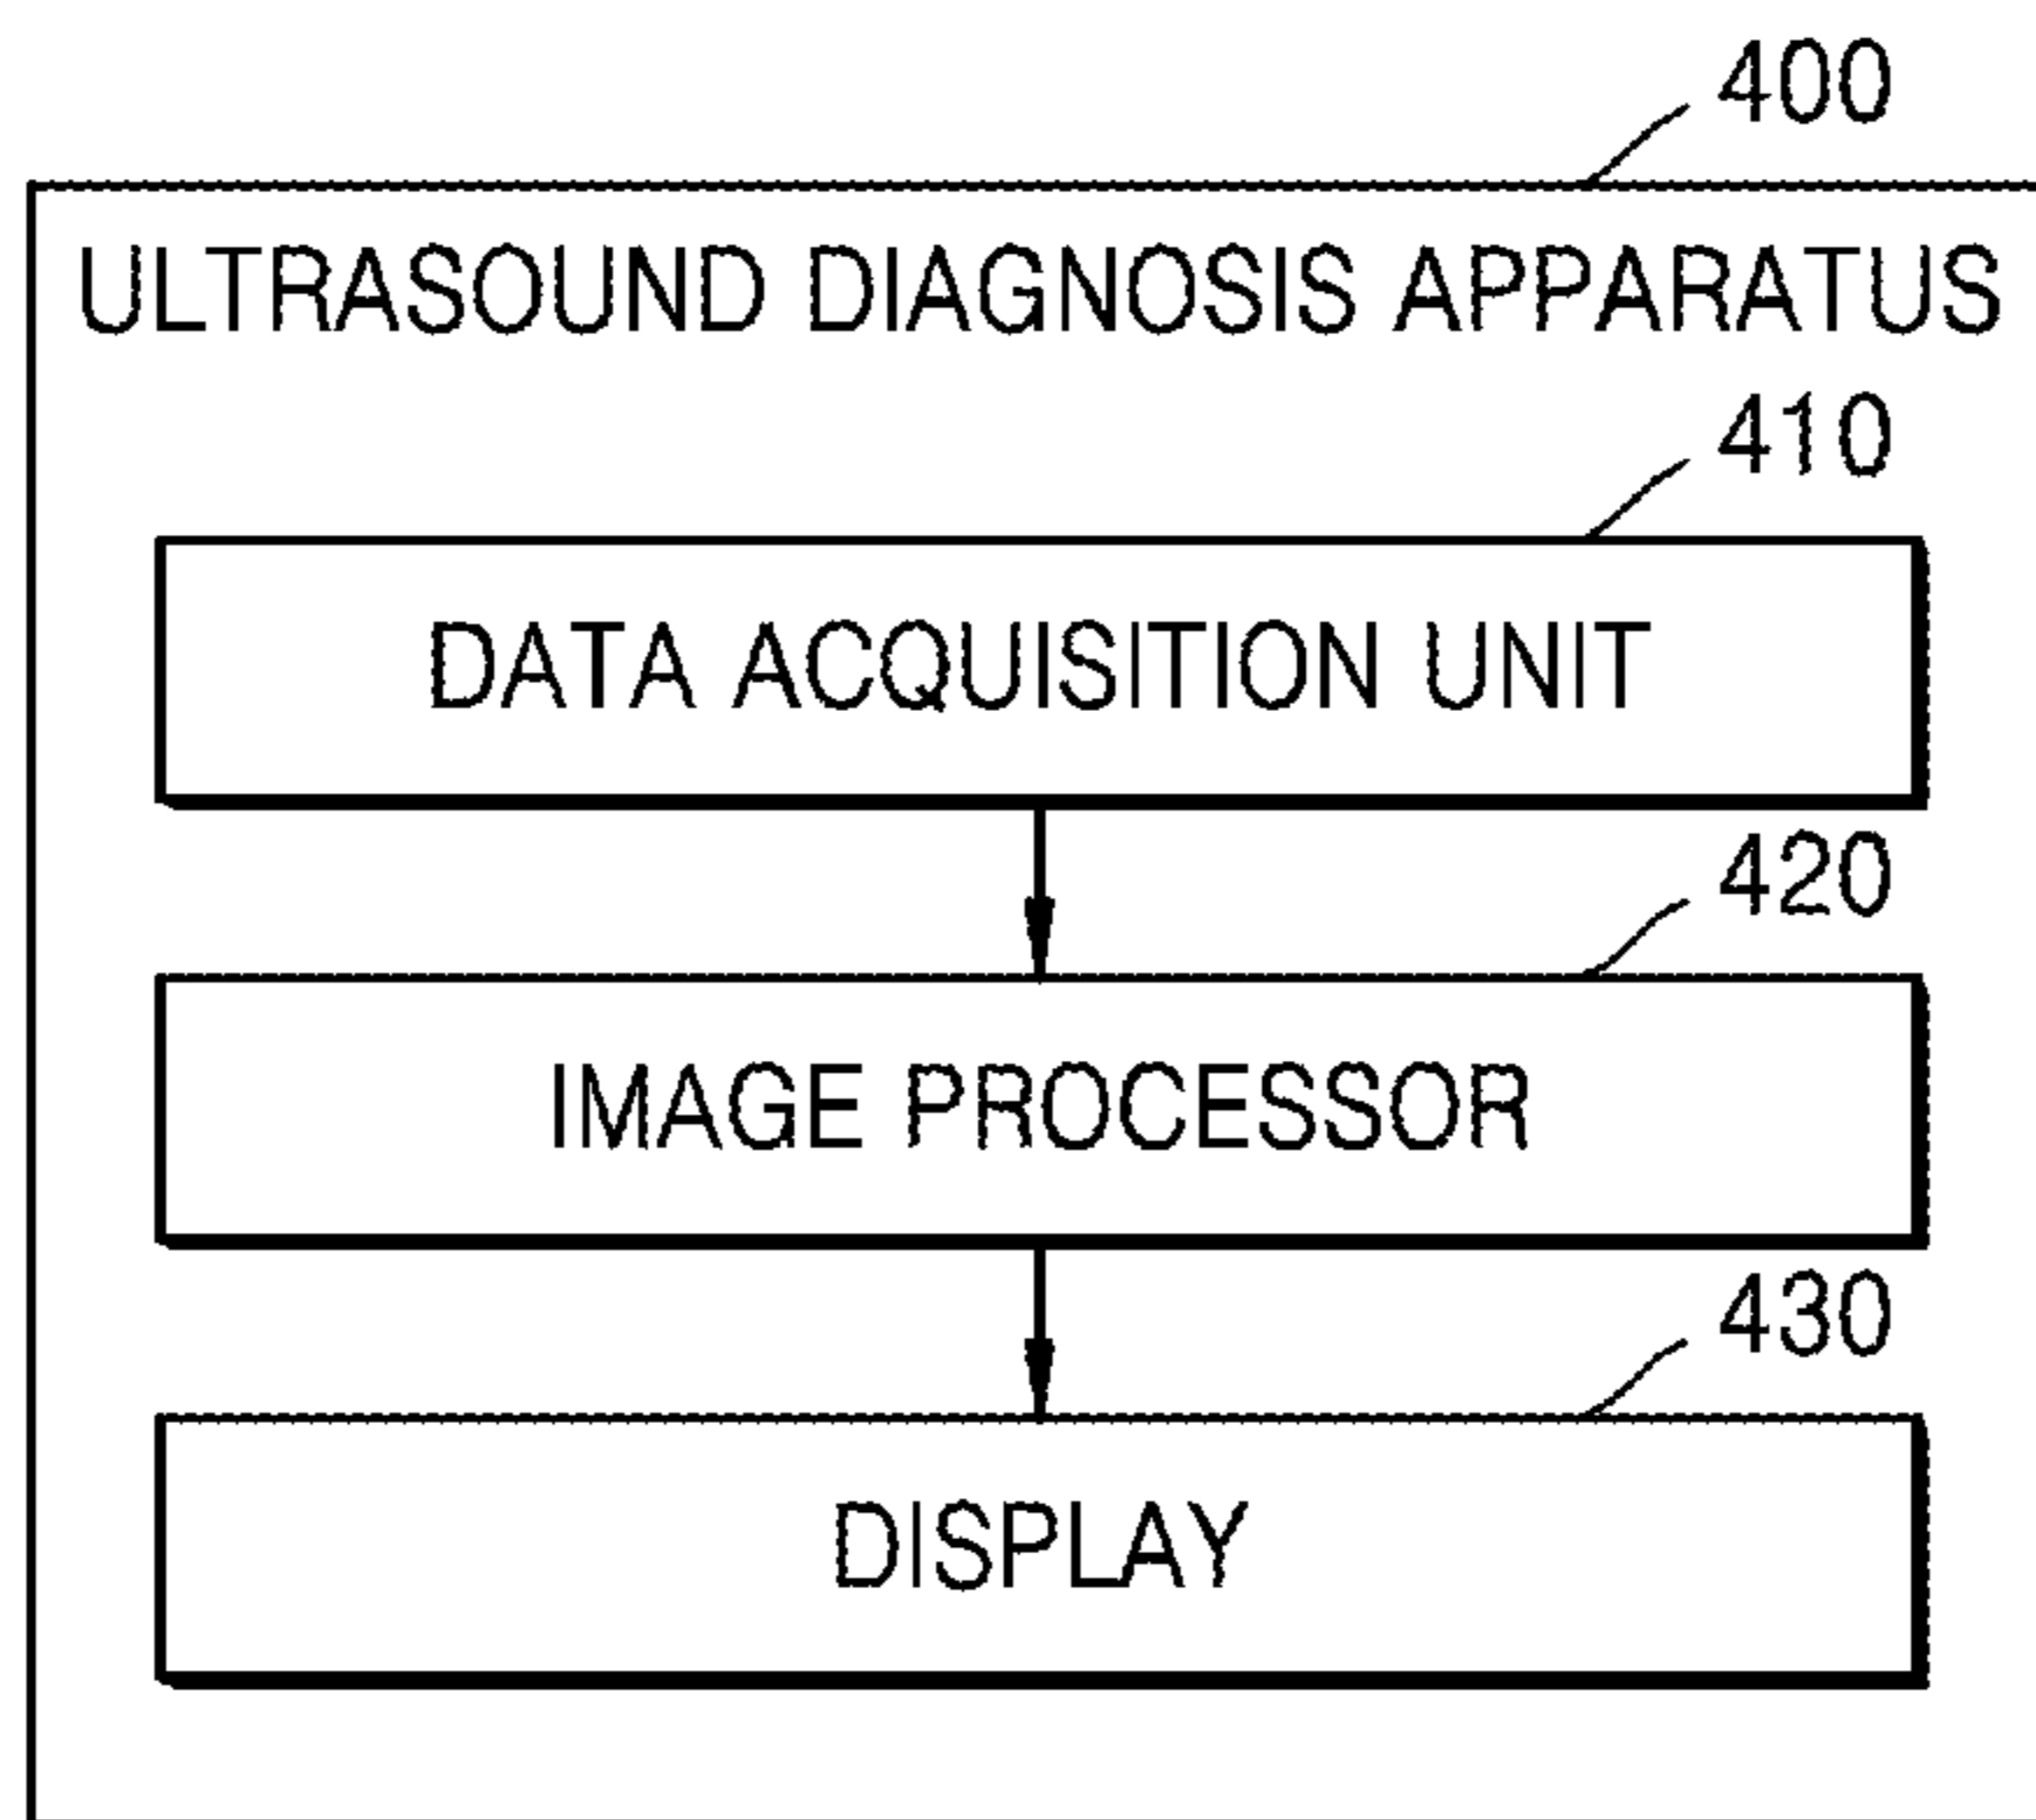 400
ULTRASOUND DIAGNOSIS APPARATUS
410
DATA ACQUISITION UNIT
420
IMAGE PROCESSOR
430
DISPLAY